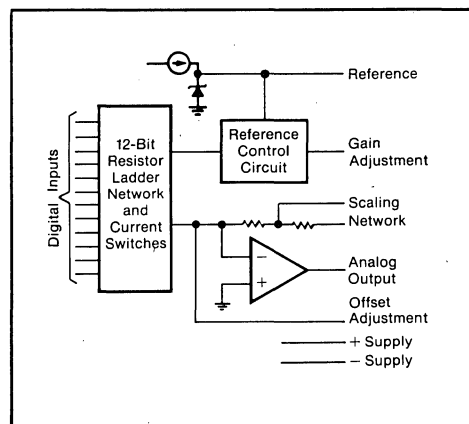 Digital Inputs
12-Bit
Resistor
Ladder
Network
and
Current
Switches
Reference
Control
Circuit
Reference
Gain
Adjustment
Scaling
Network
−
+
Analog
Output
Offset
Adjustment
+ Supply
− Supply